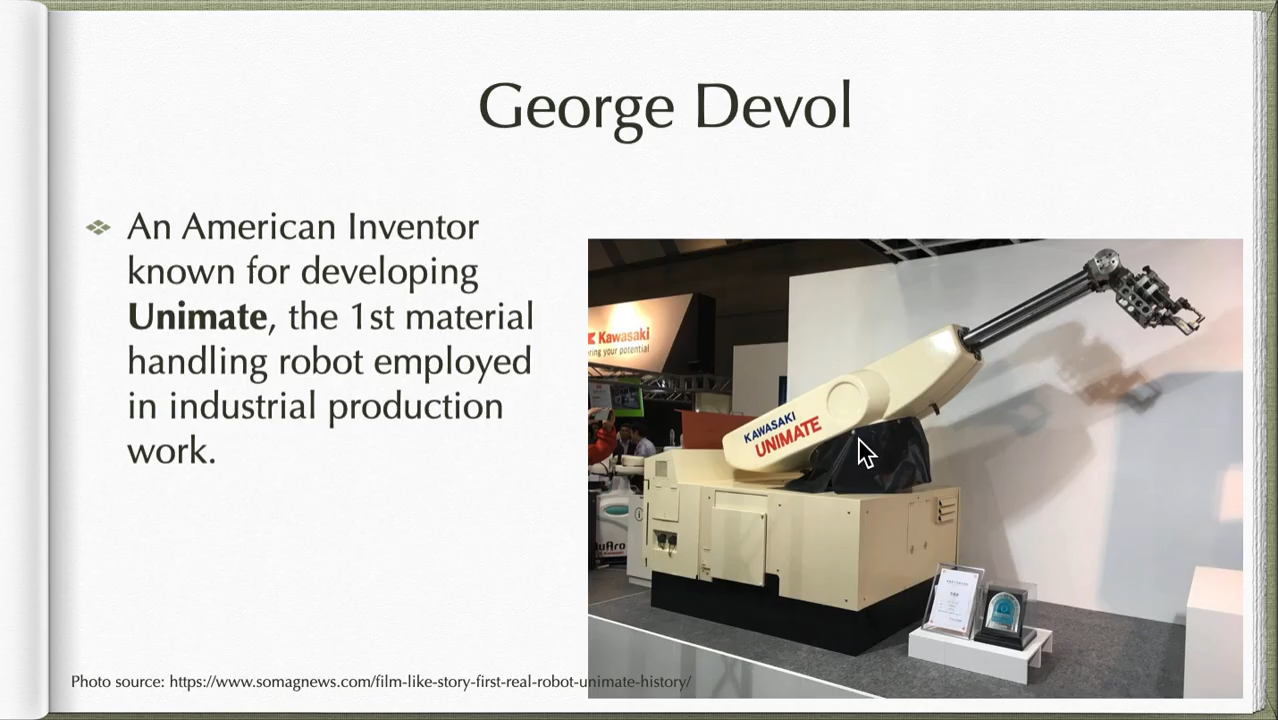 George Devol
An American Inventor
known for developing
Unimate, the 1st material
handling robot employed
in industrial production
work.
Kawasaki
ring your potential
KAWASAKI
UNIMATE
uAro
Photo source: https://www.somagnews.com/film-like-story-first-real-robot-unimate-history/